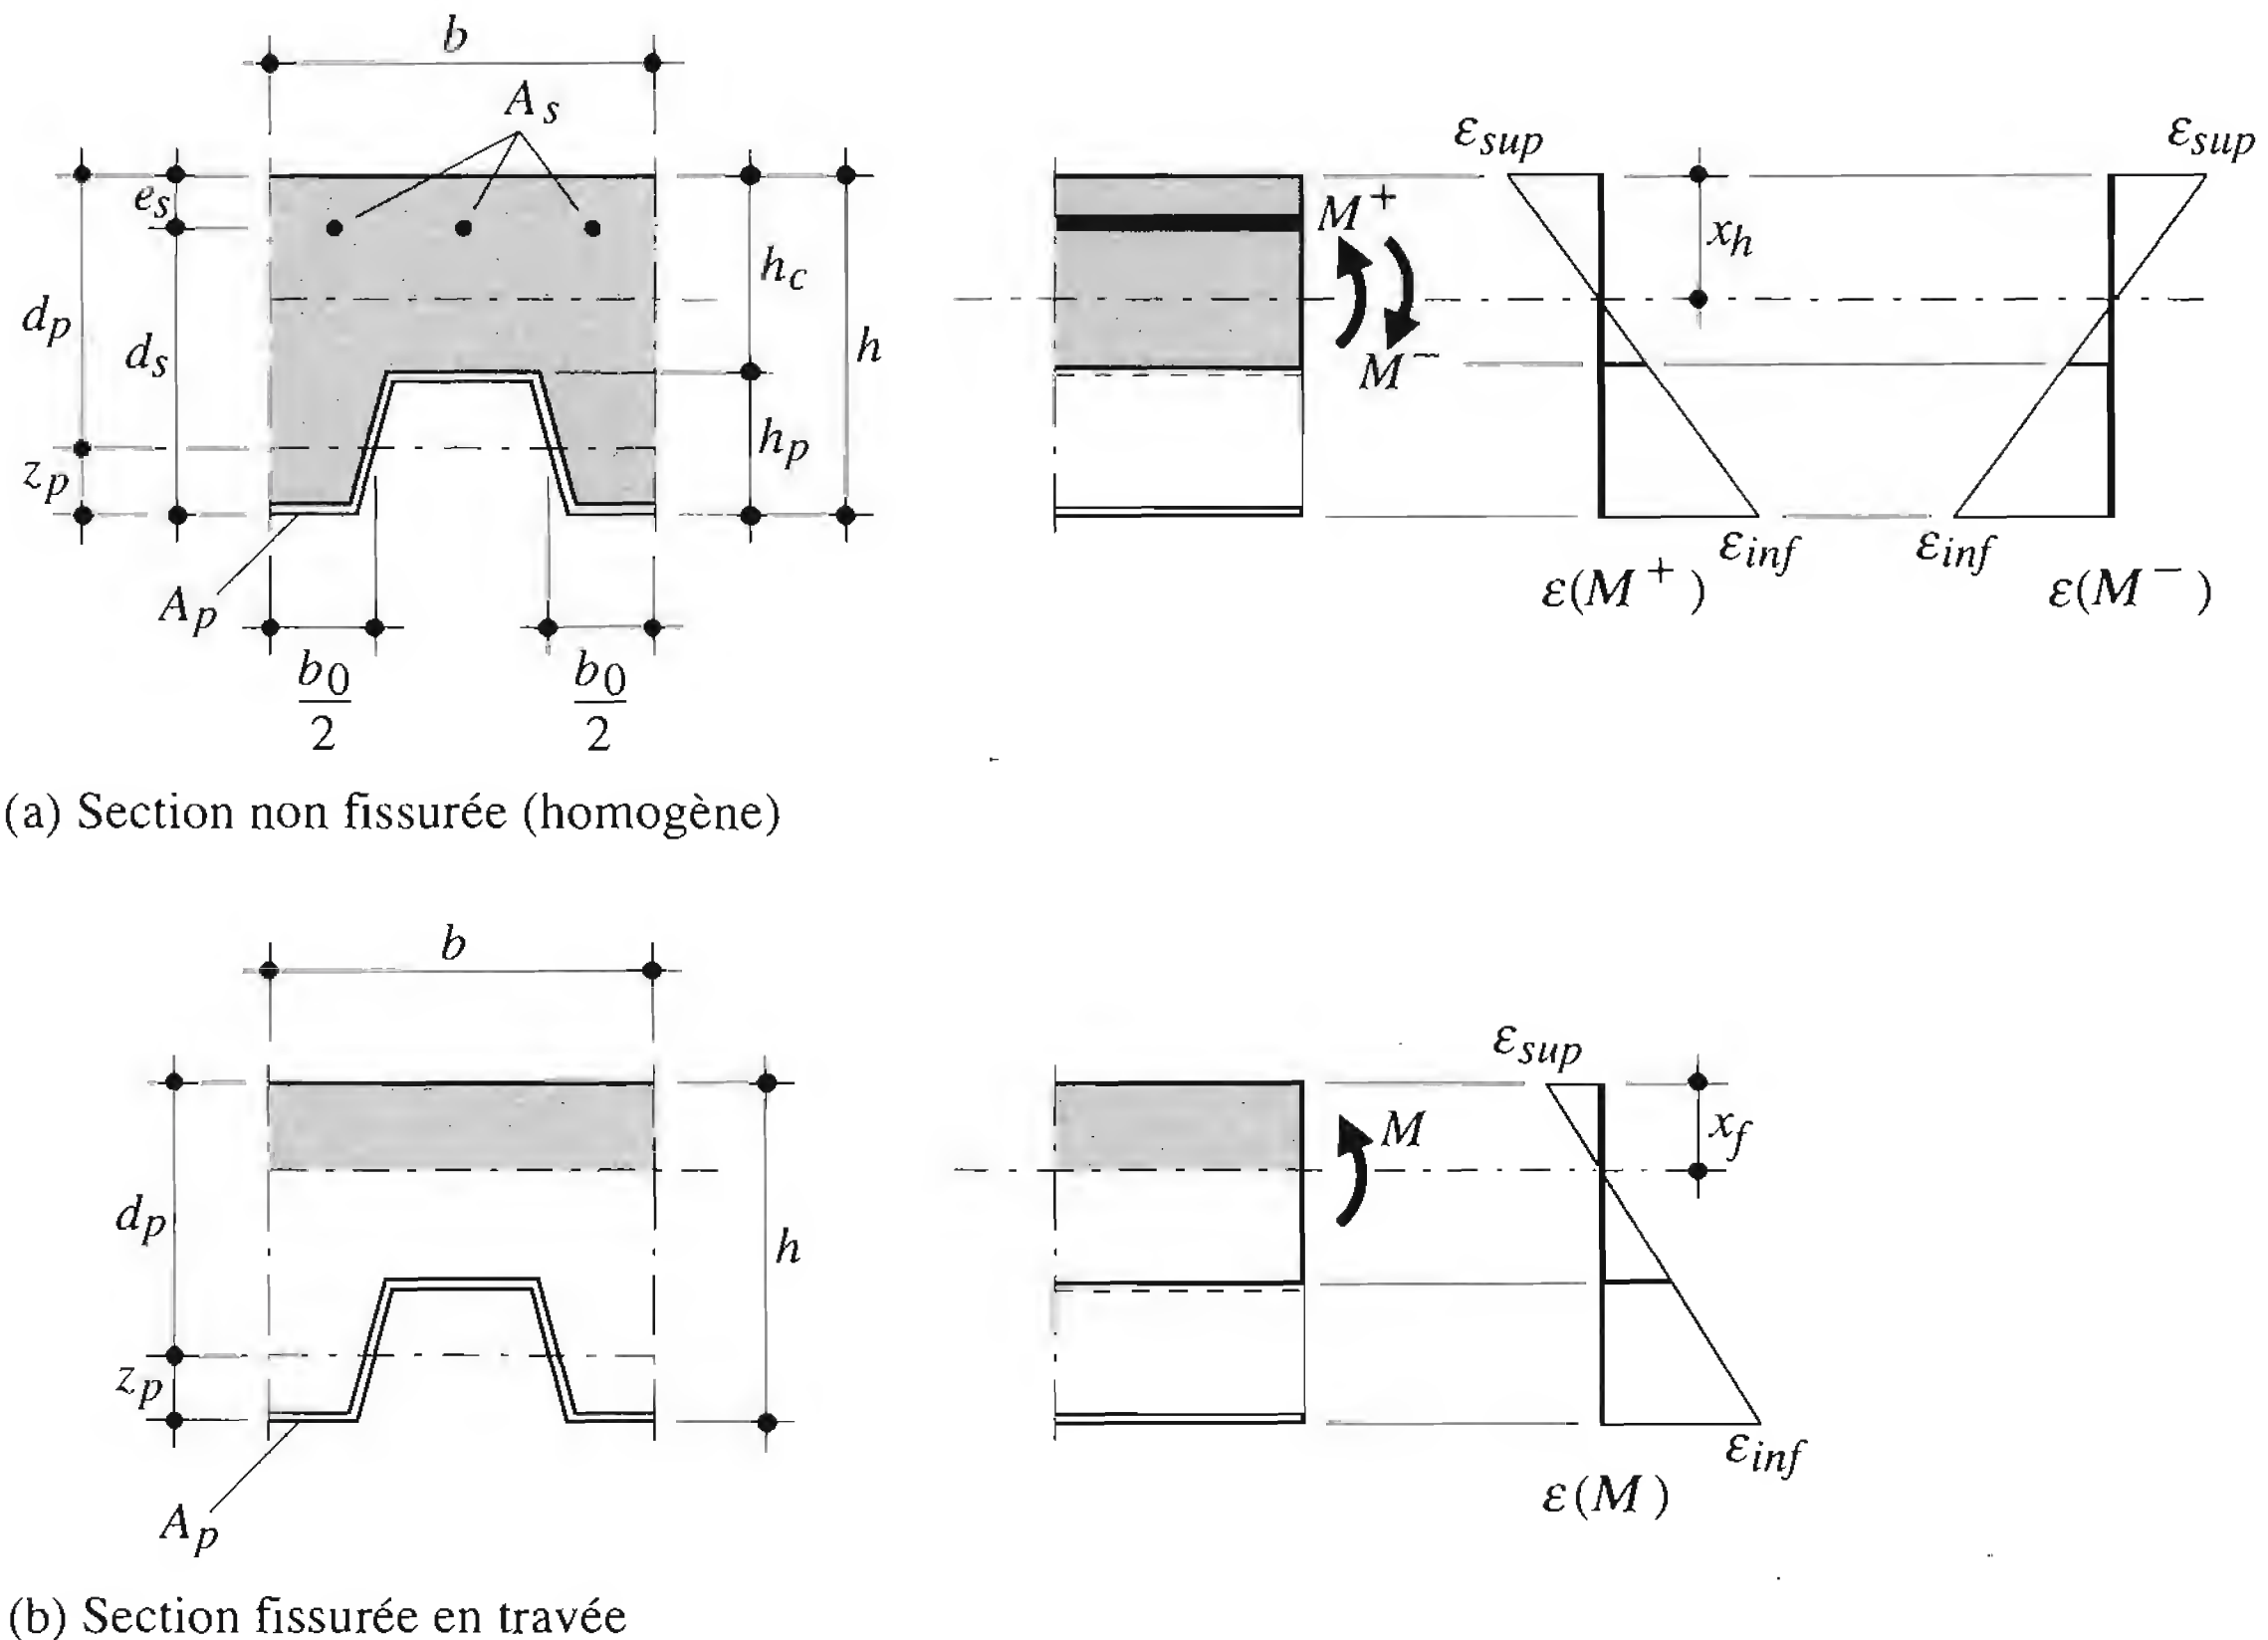 b
A_s
e_s
d_p
d_s
z_p
h_c
h_p
h
A_p
b_0/2
b_0/2
M^+
M^-
ε_sup
x_h
ε_sup
ε_inf
ε_inf
ε(M^+)
ε(M^-)
(a) Section non fissurée (homogène)
b
d_p
z_p
h
A_p
M
ε_sup
x_f
ε_inf
ε(M)
(b) Section fissurée en travée